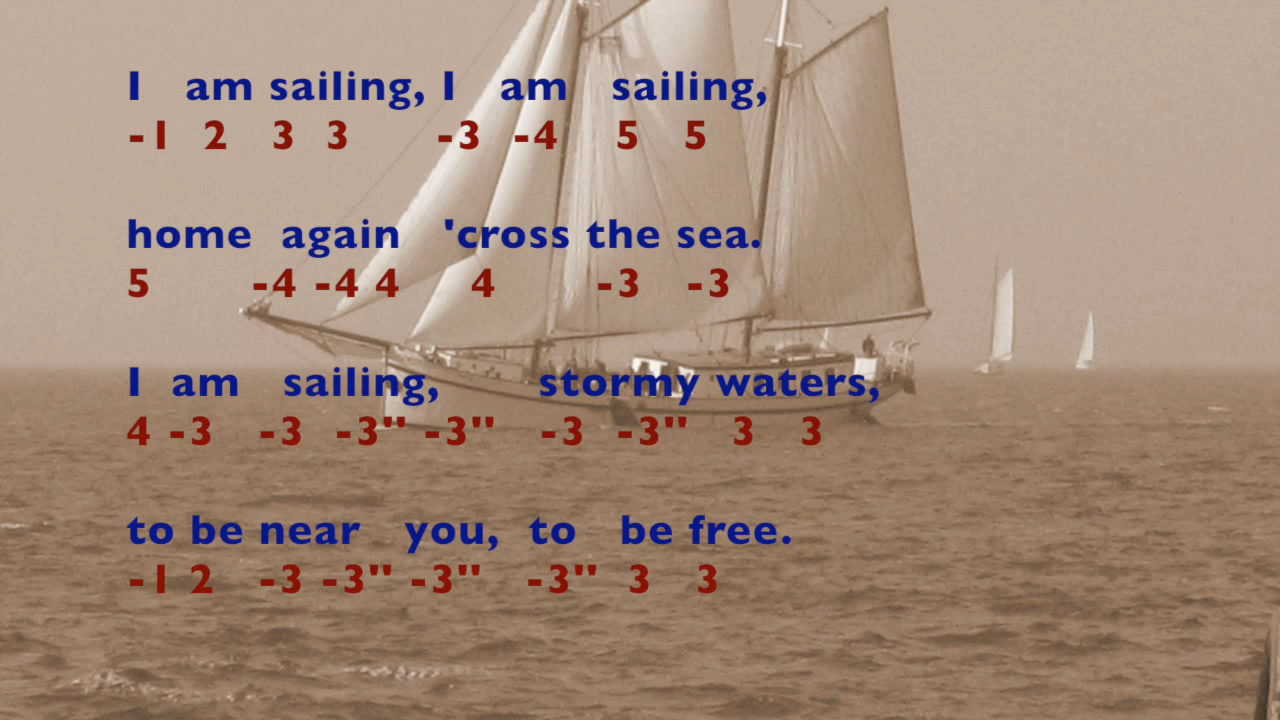 I am sailing, I am sailing,
-1 2 3 3 -3 -4 5 5
home again 'cross the sea.
5 -4 -4 4 4 -3 -3
I am sailing, stormy waters,
4 -3 -3 -3" -3" -3 -3" 3 3
to be near you, to be free.
-1 2 -3 -3" -3" -3" 3 3